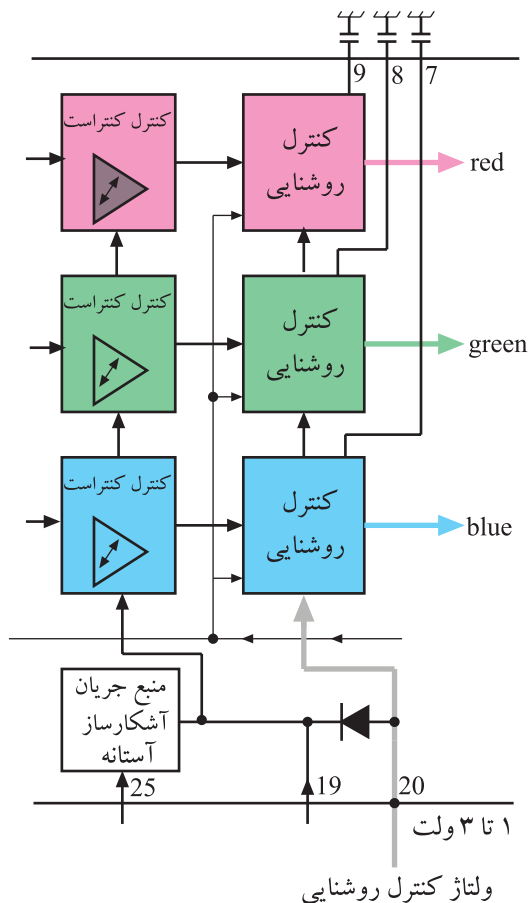 9 8 7
کنترل کنتراست
کنترل
روشنایی
red
کنترل کنتراست
کنترل
روشنایی
green
کنترل کنتراست
کنترل
روشنایی
blue
منبع جریان
آشکارساز
آستانه
25
19
20
۱ تا ۳ ولت
ولتاژ کنترل روشنایی